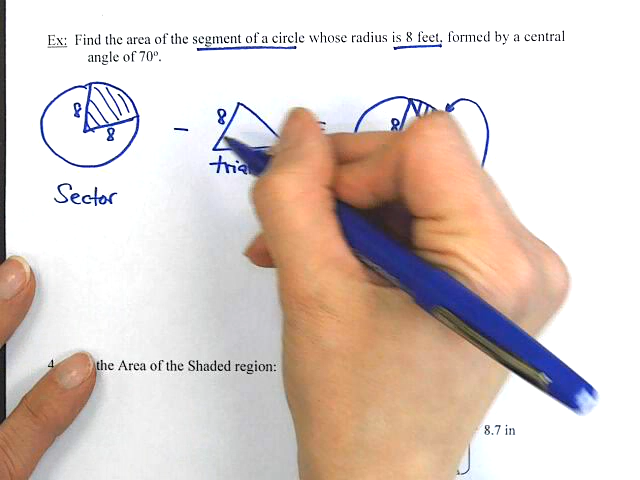 Ex: Find the area of the segment of a circle whose radius is 8 feet, formed by a central
angle of 70º.
8 8 - 8 = 8
Sector
4 the Area of the Shaded region:
8.7 in